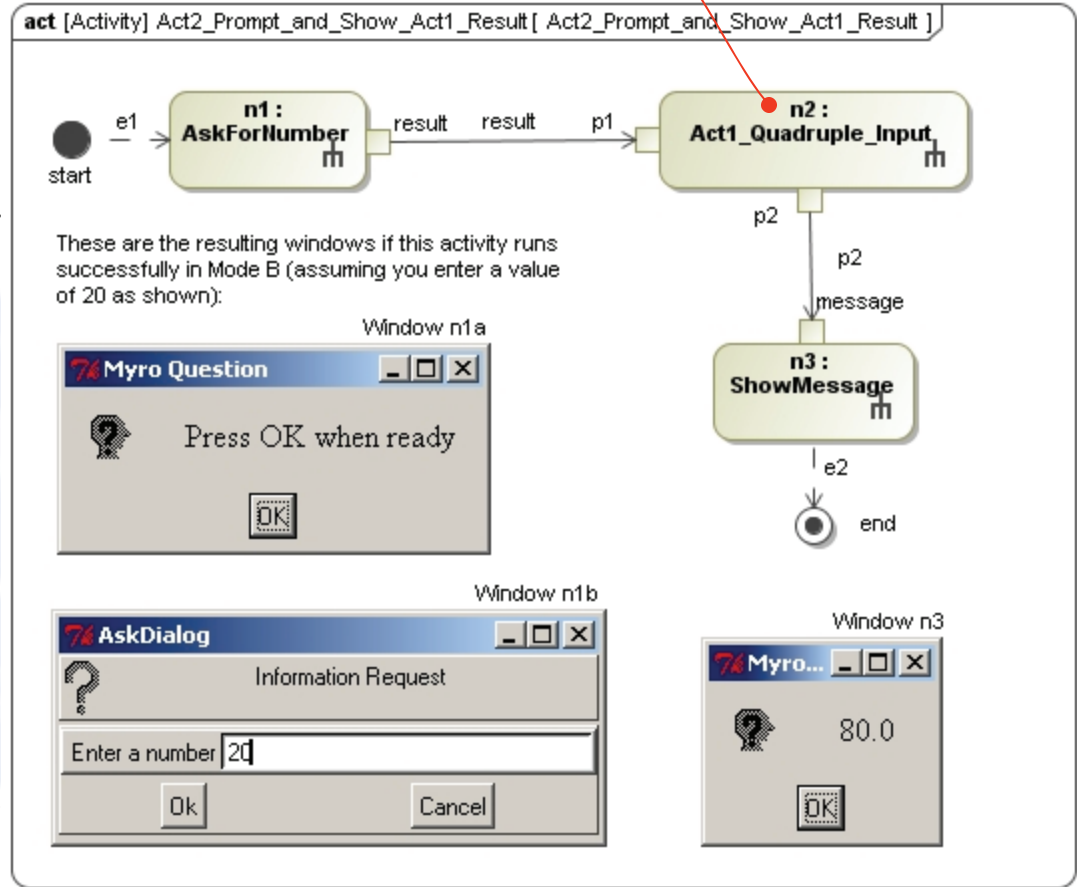 act [Activity] Act2_Prompt_and_Show_Act1_Result [ Act2_Prompt_and_Show_Act1_Result ]
e1
start
n1 :
AskForNumber
result
result
p1
n2 :
Act1_Quadruple_Input
p2
p2
message
n3 :
ShowMessage
e2
end
These are the resulting windows if this activity runs
successfully in Mode B (assuming you enter a value
of 20 as shown):
Window n1a
Myro Question
Press OK when ready
OK
Window n1b
AskDialog
Information Request
Enter a number 20
Ok
Cancel
Window n3
Myro...
80.0
OK